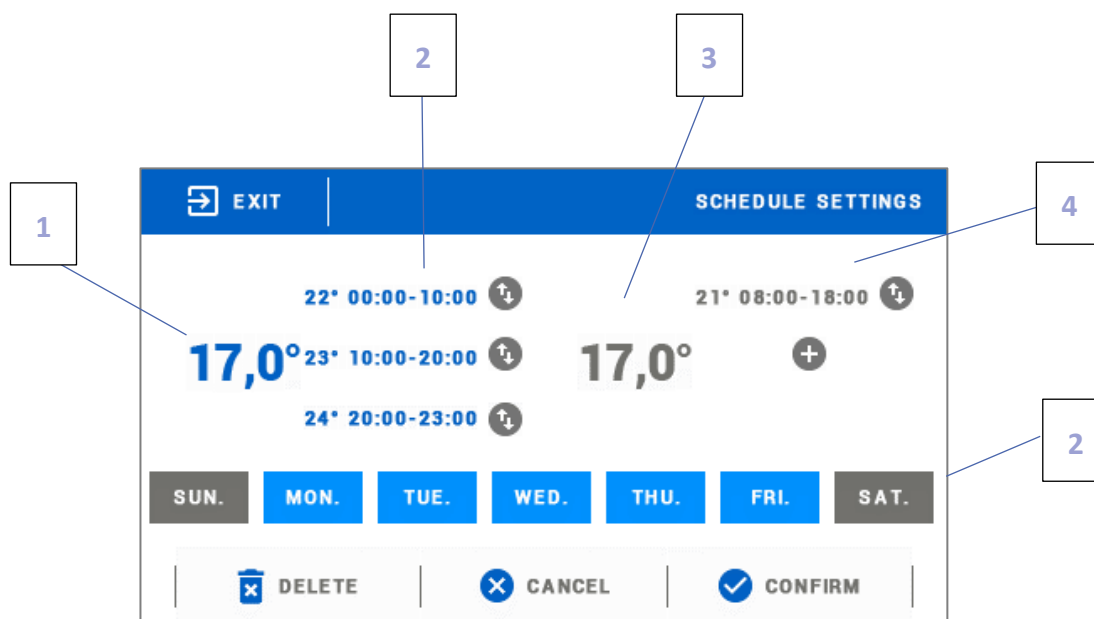 2
3
EXIT
SCHEDULE SETTINGS
4
1
22° 00:00-10:00
21° 08:00-18:00
17,0°
23° 10:00-20:00
17,0°
24° 20:00-23:00
2
SUN.
MON.
TUE.
WED.
THU.
FRI.
SAT.
DELETE
CANCEL
CONFIRM